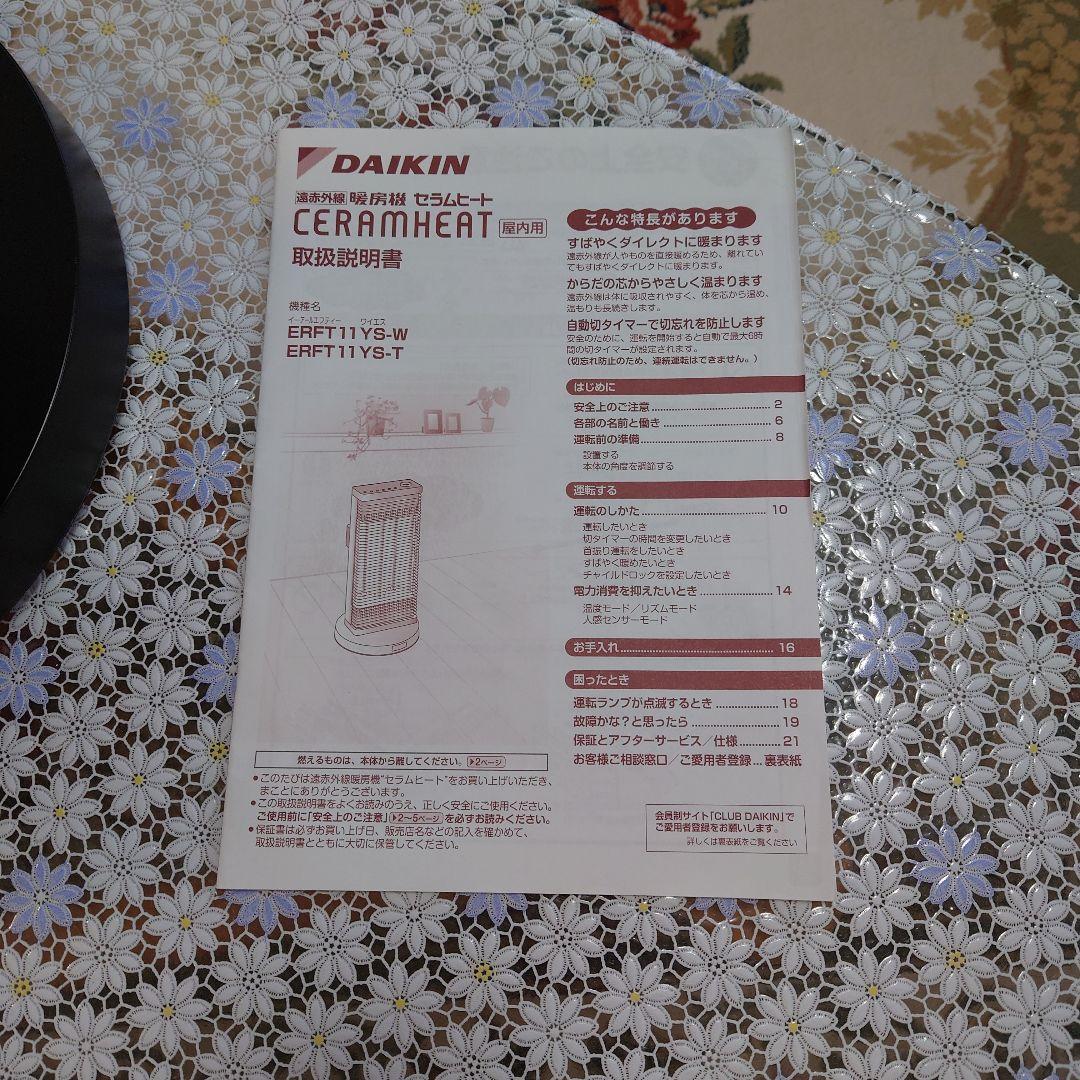 DAIKIN
遠赤外線 暖房機 セラムヒート
CERAMHEAT 屋内用
取扱説明書
機種名
イーアールエフティー ワイエス
ERFT11YS-W
ERFT11YS-T
燃えるものは、本体から離してください。▶2ページ
●このたびは遠赤外線暖房機“セラムヒート”をお買い上げいただき、
まことにありがとうございます。
●この取扱説明書をよくお読みのうえ、正しく安全にご使用ください。
ご使用前に「安全上のご注意」▶2〜5ページを必ずお読みください。
●保証書は必ずお買い上げ日、販売店名などの記入を確かめて、
取扱説明書とともに大切に保管してください。
こんな特長があります
すばやくダイレクトに暖まります
遠赤外線が人やものを直接暖めるため、離れてい
てもすばやくダイレクトに暖まります。
からだの芯からやさしく温まります
遠赤外線は体に吸収されやすく、体を芯から温め、
温もりも長続きします。
自動切タイマーで切忘れを防止します
安全のために、運転を開始すると自動で最大6時
間の切タイマーが設定されます。
(切忘れ防止のため、連続運転はできません。)
はじめに
安全上のご注意 2
各部の名前と働き 6
運転前の準備 8
設置する
本体の角度を調節する
運転する
運転のしかた 10
運転したいとき
切タイマーの時間を変更したいとき
首振り運転をしたいとき
すばやく暖めたいとき
チャイルドロックを設定したいとき
電力消費を抑えたいとき 14
温度モード／リズムモード
人感センサーモード
お手入れ 16
困ったとき
運転ランプが点滅するとき 18
故障かな？と思ったら 19
保証とアフターサービス／仕様 21
お客様ご相談窓口／ご愛用者登録... 裏表紙
会員制サイト「CLUB DAIKIN」で
ご愛用者登録をお願いします。
詳しくは裏表紙をご覧ください